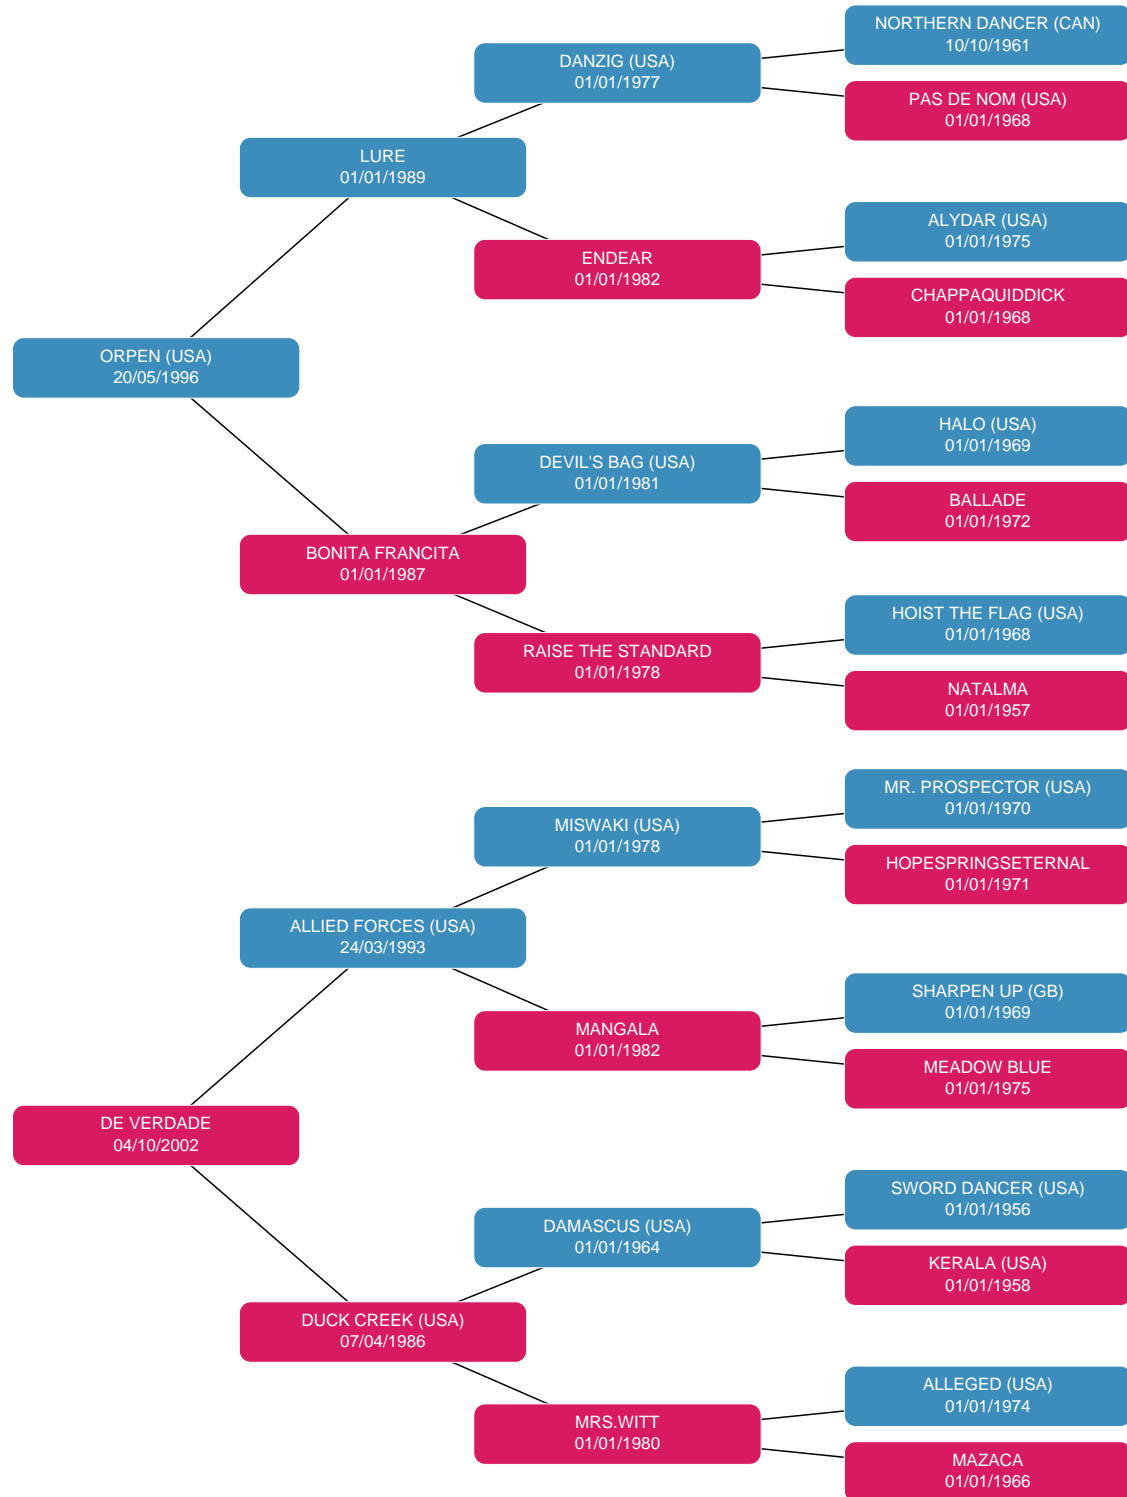 NORTHERN DANCER (CAN)
10/10/1961
DANZIG (USA)
01/01/1977
PAS DE NOM (USA)
01/01/1968
LURE
01/01/1989
ALYDAR (USA)
01/01/1975
ENDEAR
01/01/1982
CHAPPAQUIDDICK
01/01/1968
ORPEN (USA)
20/05/1996
HALO (USA)
01/01/1969
DEVIL'S BAG (USA)
01/01/1981
BALLADE
01/01/1972
BONITA FRANCITA
01/01/1987
HOIST THE FLAG (USA)
01/01/1968
RAISE THE STANDARD
01/01/1978
NATALMA
01/01/1957
MR. PROSPECTOR (USA)
01/01/1970
MISWAKI (USA)
01/01/1978
HOPESPRINGSETERNAL
01/01/1971
ALLIED FORCES (USA)
24/03/1993
SHARPEN UP (GB)
01/01/1969
MANGALA
01/01/1982
MEADOW BLUE
01/01/1975
DE VERDADE
04/10/2002
SWORD DANCER (USA)
01/01/1956
DAMASCUS (USA)
01/01/1964
KERALA (USA)
01/01/1958
DUCK CREEK (USA)
07/04/1986
ALLEGED (USA)
01/01/1974
MRS.WITT
01/01/1980
MAZACA
01/01/1966